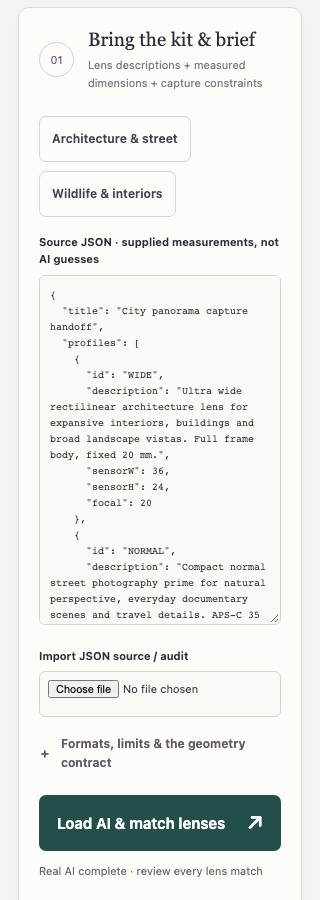 01
Bring the kit & brief
Lens descriptions + measured
dimensions + capture constraints
Architecture & street
Wildlife & interiors
Source JSON · supplied measurements, not
AI guesses
{
  "title": "City panorama capture
handoff",
  "profiles": [
    {
      "id": "WIDE",
      "description": "Ultra wide
rectilinear architecture lens for
expansive interiors, buildings and
broad landscape vistas. Full frame
body, fixed 20 mm.",
      "sensorW": 36,
      "sensorH": 24,
      "focal": 20
    },
    {
      "id": "NORMAL",
      "description": "Compact normal
street photography prime for natural
perspective, everyday documentary
scenes and travel details. APS-C 35
Import JSON source / audit
Choose file No file chosen
+ Formats, limits & the geometry
contract
Load AI & match lenses ↗
Real AI complete · review every lens match